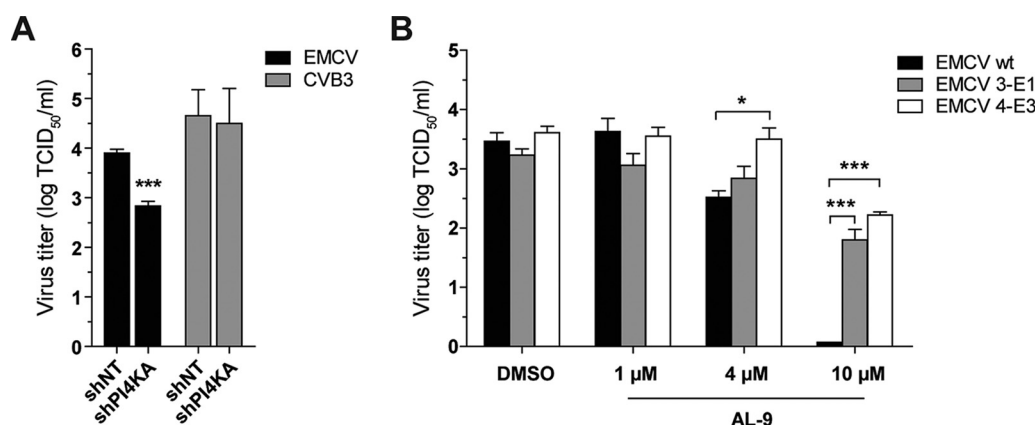 A
Virus titer (log TCID50/ml)
6
5
4
3
2
1
0
***
EMCV
CVB3
shNT
shPI4KA
shNT
shPI4KA
B
Virus titer (log TCID50/ml)
5
4
3
2
1
0
*
***
***
EMCV wt
EMCV 3-E1
EMCV 4-E3
DMSO
1 µM
4 µM
10 µM
AL-9